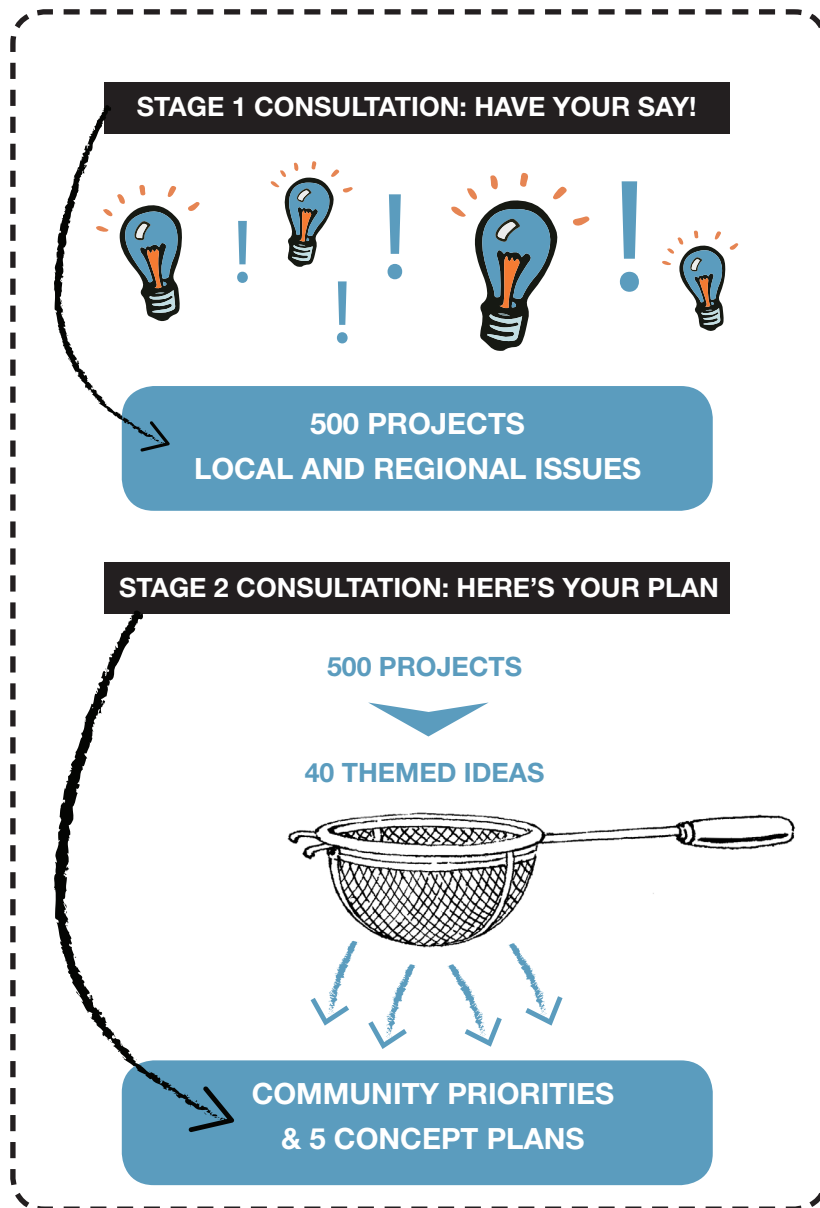 STAGE 1 CONSULTATION: HAVE YOUR SAY!
500 PROJECTS
LOCAL AND REGIONAL ISSUES
STAGE 2 CONSULTATION: HERE'S YOUR PLAN
500 PROJECTS
40 THEMED IDEAS
COMMUNITY PRIORITIES
& 5 CONCEPT PLANS